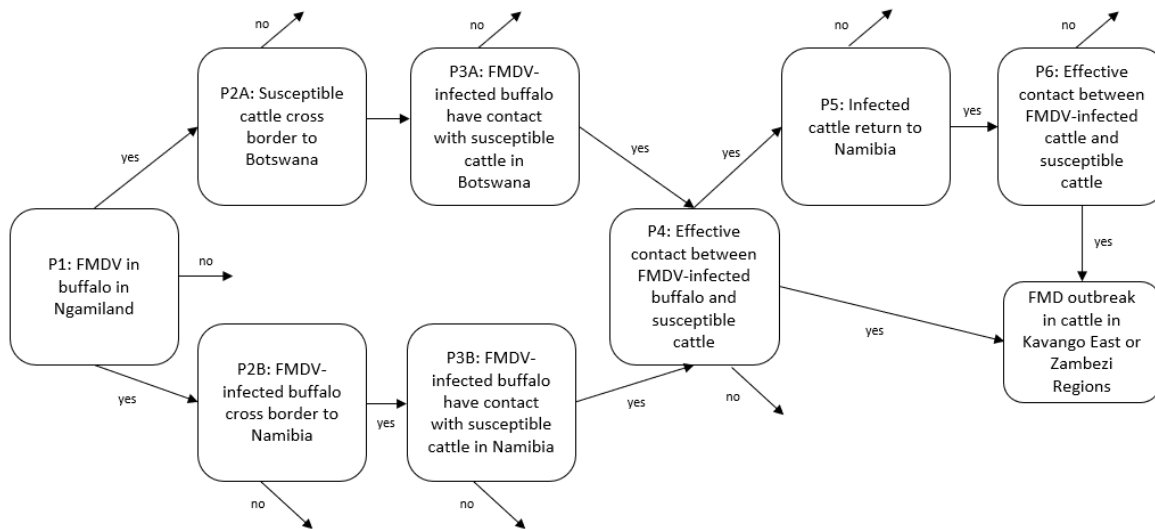 no
P2A: Susceptible
cattle cross
border to
Botswana
no
P3A: FMDV-
infected buffalo
have contact
with susceptible
cattle in
Botswana
no
P5: Infected
cattle return to
Namibia
yes
no
P6: Effective
contact between
FMDV-infected
cattle and
susceptible
cattle
yes
yes
yes
P1: FMDV in
buffalo in
Ngamiland
no
P4: Effective
contact between
FMDV-infected
buffalo and
susceptible
cattle
yes
yes
FMD outbreak
in cattle in
Kavango East or
Zambezi
Regions
yes
P2B: FMDV-
infected buffalo
cross border to
Namibia
yes
P3B: FMDV-
infected buffalo
have contact
with susceptible
cattle in Namibia
yes
no
no
no